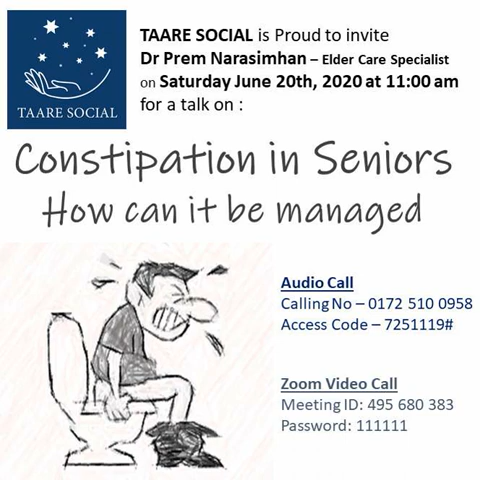 TAARE SOCIAL
TAARE SOCIAL is Proud to invite
Dr Prem Narasimhan – Elder Care Specialist
on Saturday June 20th, 2020 at 11:00 am
for a talk on :
Constipation in Seniors
How can it be managed
Audio Call
Calling No – 0172 510 0958
Access Code – 7251119#
Zoom Video Call
Meeting ID: 495 680 383
Password: 111111